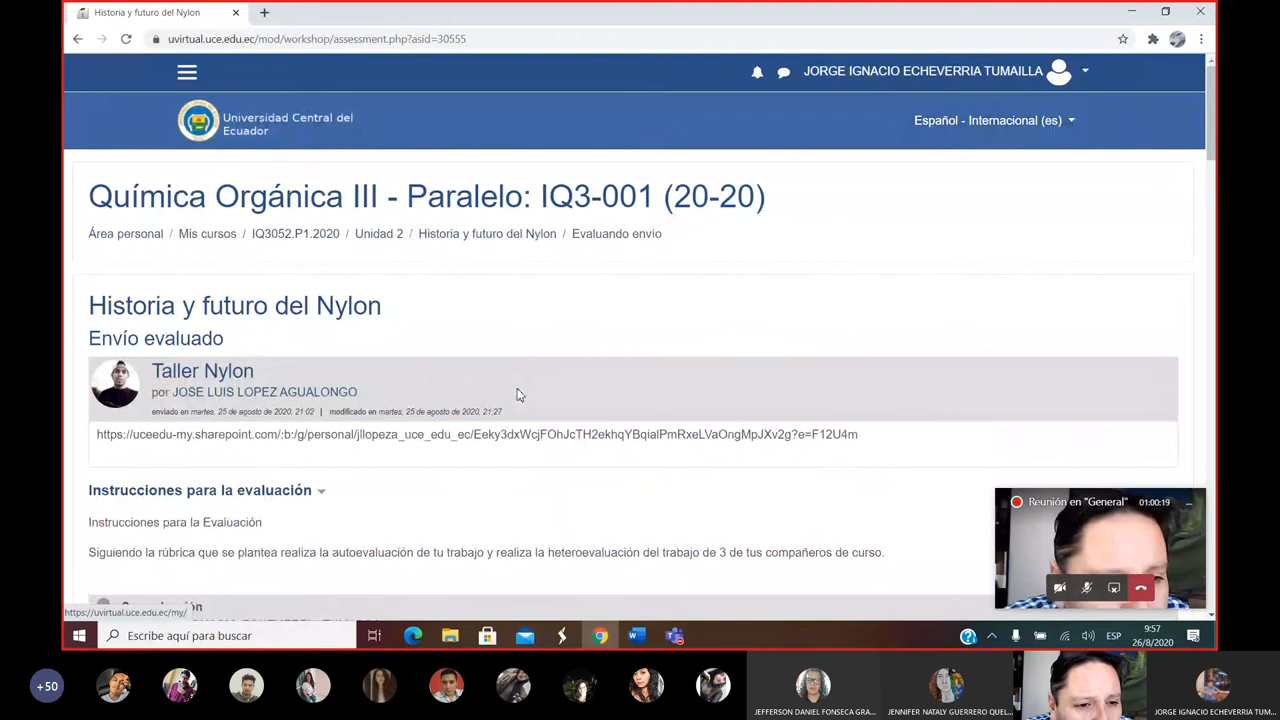 Historia y futuro del Nylon
uvirtual.uce.edu.ec/mod/workshop/assessment.php?asid=30555
JORGE IGNACIO ECHEVERRIA TUMAILLA
Universidad Central del
Ecuador
Español - Internacional (es)
Química Orgánica III - Paralelo: IQ3-001 (20-20)
Área personal / Mis cursos / IQ3052.P1.2020 / Unidad 2 / Historia y futuro del Nylon / Evaluando envío
Historia y futuro del Nylon
Envío evaluado
Taller Nylon
por JOSÉ LUIS LOPEZ AGUALONGO
enviado en martes, 25 de agosto de 2020, 21:02 | modificado en martes, 25 de agosto de 2020, 21:27
https://uceedu-my.sharepoint.com/:b:/g/personal/jllopeza_uce_edu_ec/Eeky3dxWcjFOhJcTH2ekhqYBqialPmRxeLVaOngMpJXv2g?e=F12U4m
Instrucciones para la evaluación
Reunión en "General" 01:00:19
Instrucciones para la Evaluación
Siguiendo la rúbrica que se plantea realiza la autoevaluación de tu trabajo y realiza la heteroevaluación del trabajo de 3 de tus compañeros de curso.
https://uvirtual.uce.edu.ec/my/
Escribe aquí para buscar
ESP
9:57
26/8/2020
+50
JEFFERSON DANIEL FONSECA GRA...
JENNIFER NATALY GUERRERO QUEL...
JORGE IGNACIO ECHEVERRIA TUM...